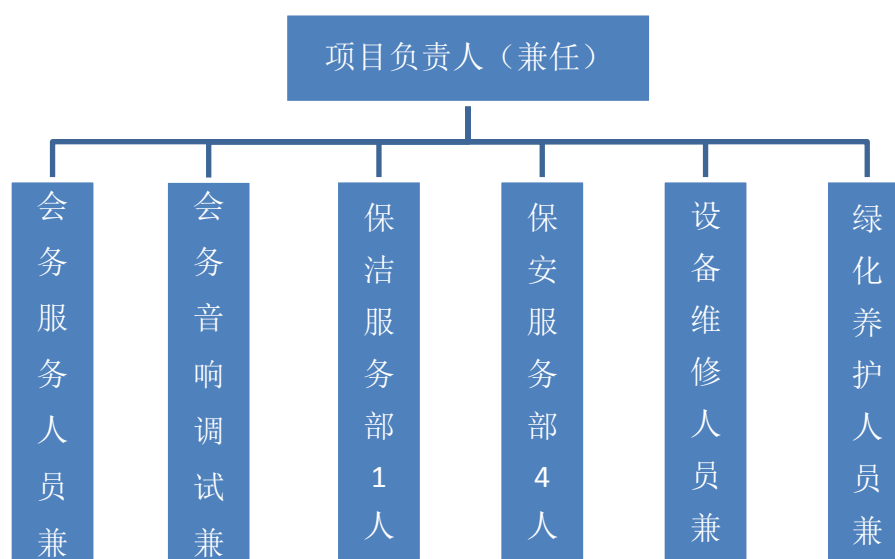 项目负责人（兼任）
会务服务人员兼
会务音响调试兼
保洁服务部1人
保安服务部4人
设备维修人员兼
绿化养护人员兼